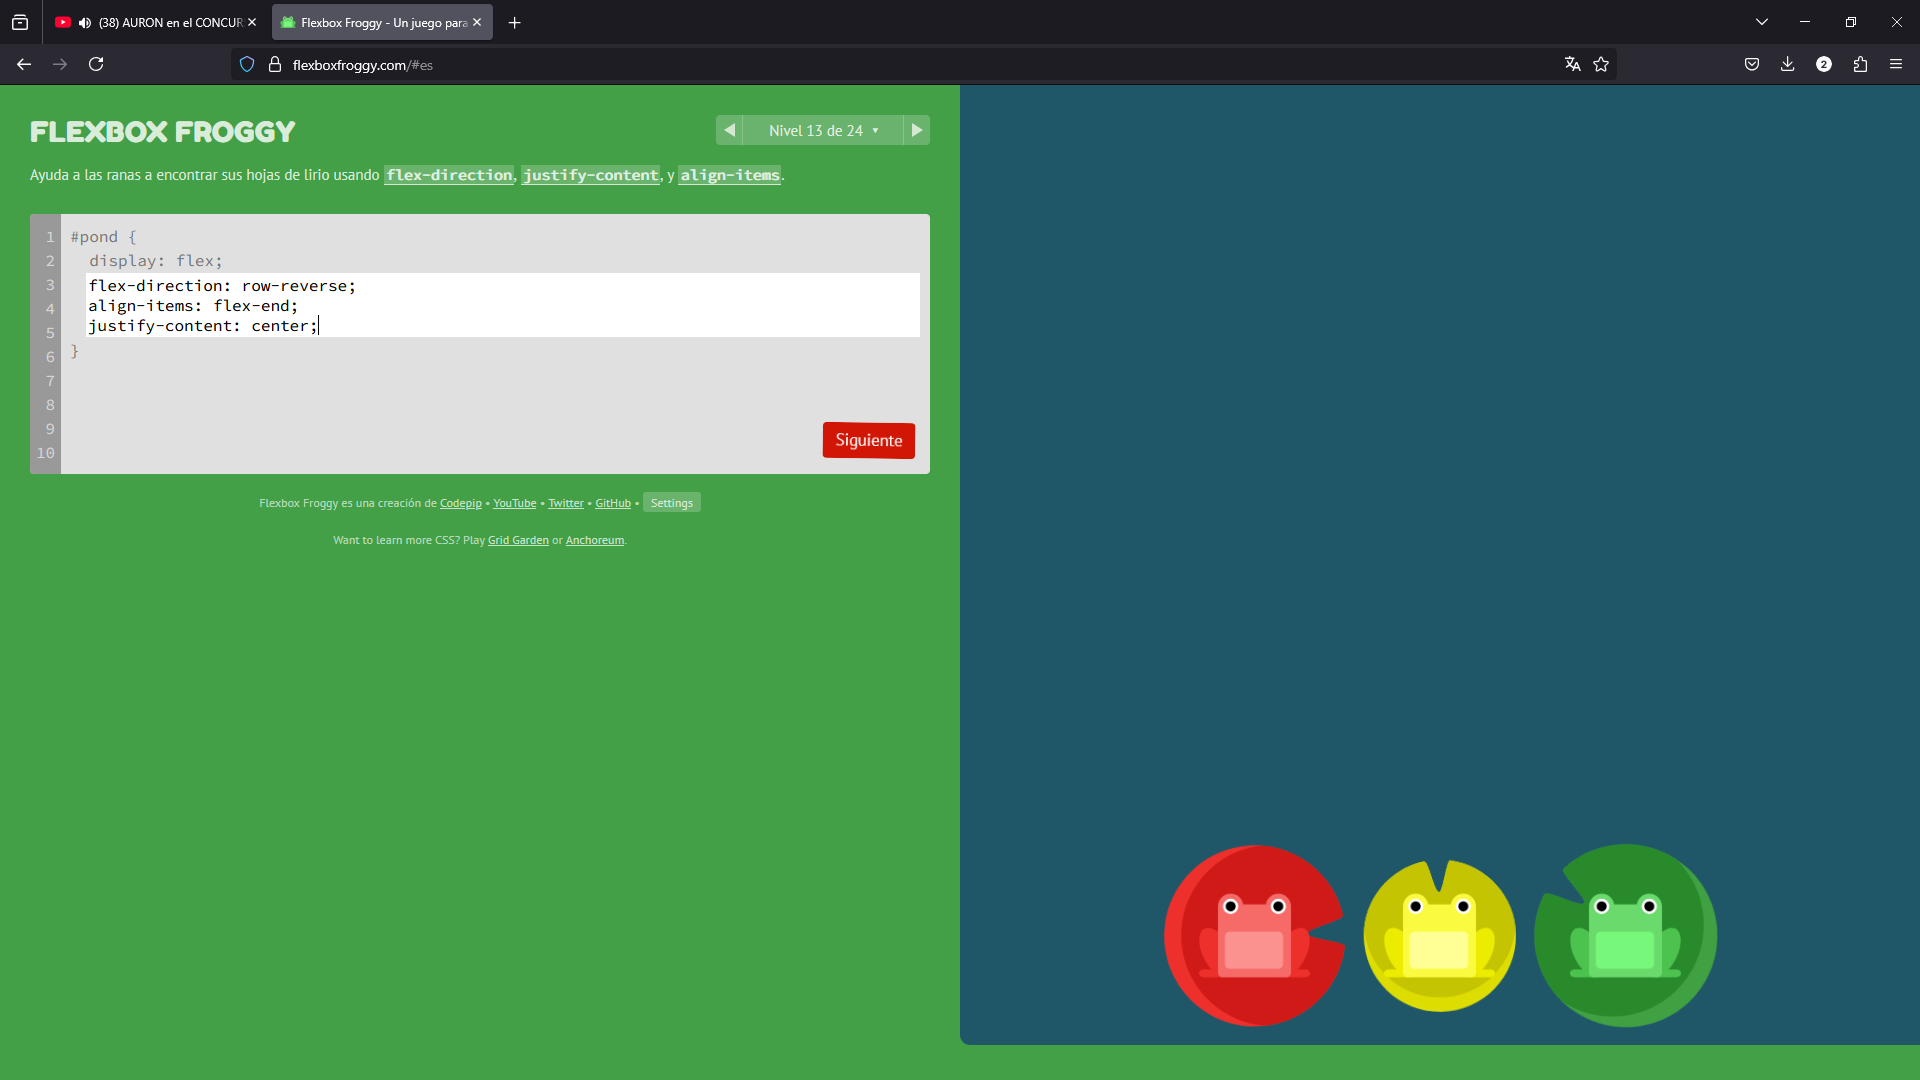 (38) AURON en el CONCUR
Flexbox Froggy - Un juego para
flexboxfroggy.com/#es
2
FLEXBOX FROGGY
Nivel 13 de 24 ▼
Ayuda a las ranas a encontrar sus hojas de lirio usando flex-direction, justify-content, y align-items.
1 #pond {
2 display: flex;
3 flex-direction: row-reverse;
4 align-items: flex-end;
5 justify-content: center;
6 }
7
8
9
10
Siguiente
Flexbox Froggy es una creación de Codepip • YouTube • Twitter • GitHub • Settings
Want to learn more CSS? Play Grid Garden or Anchoreum.